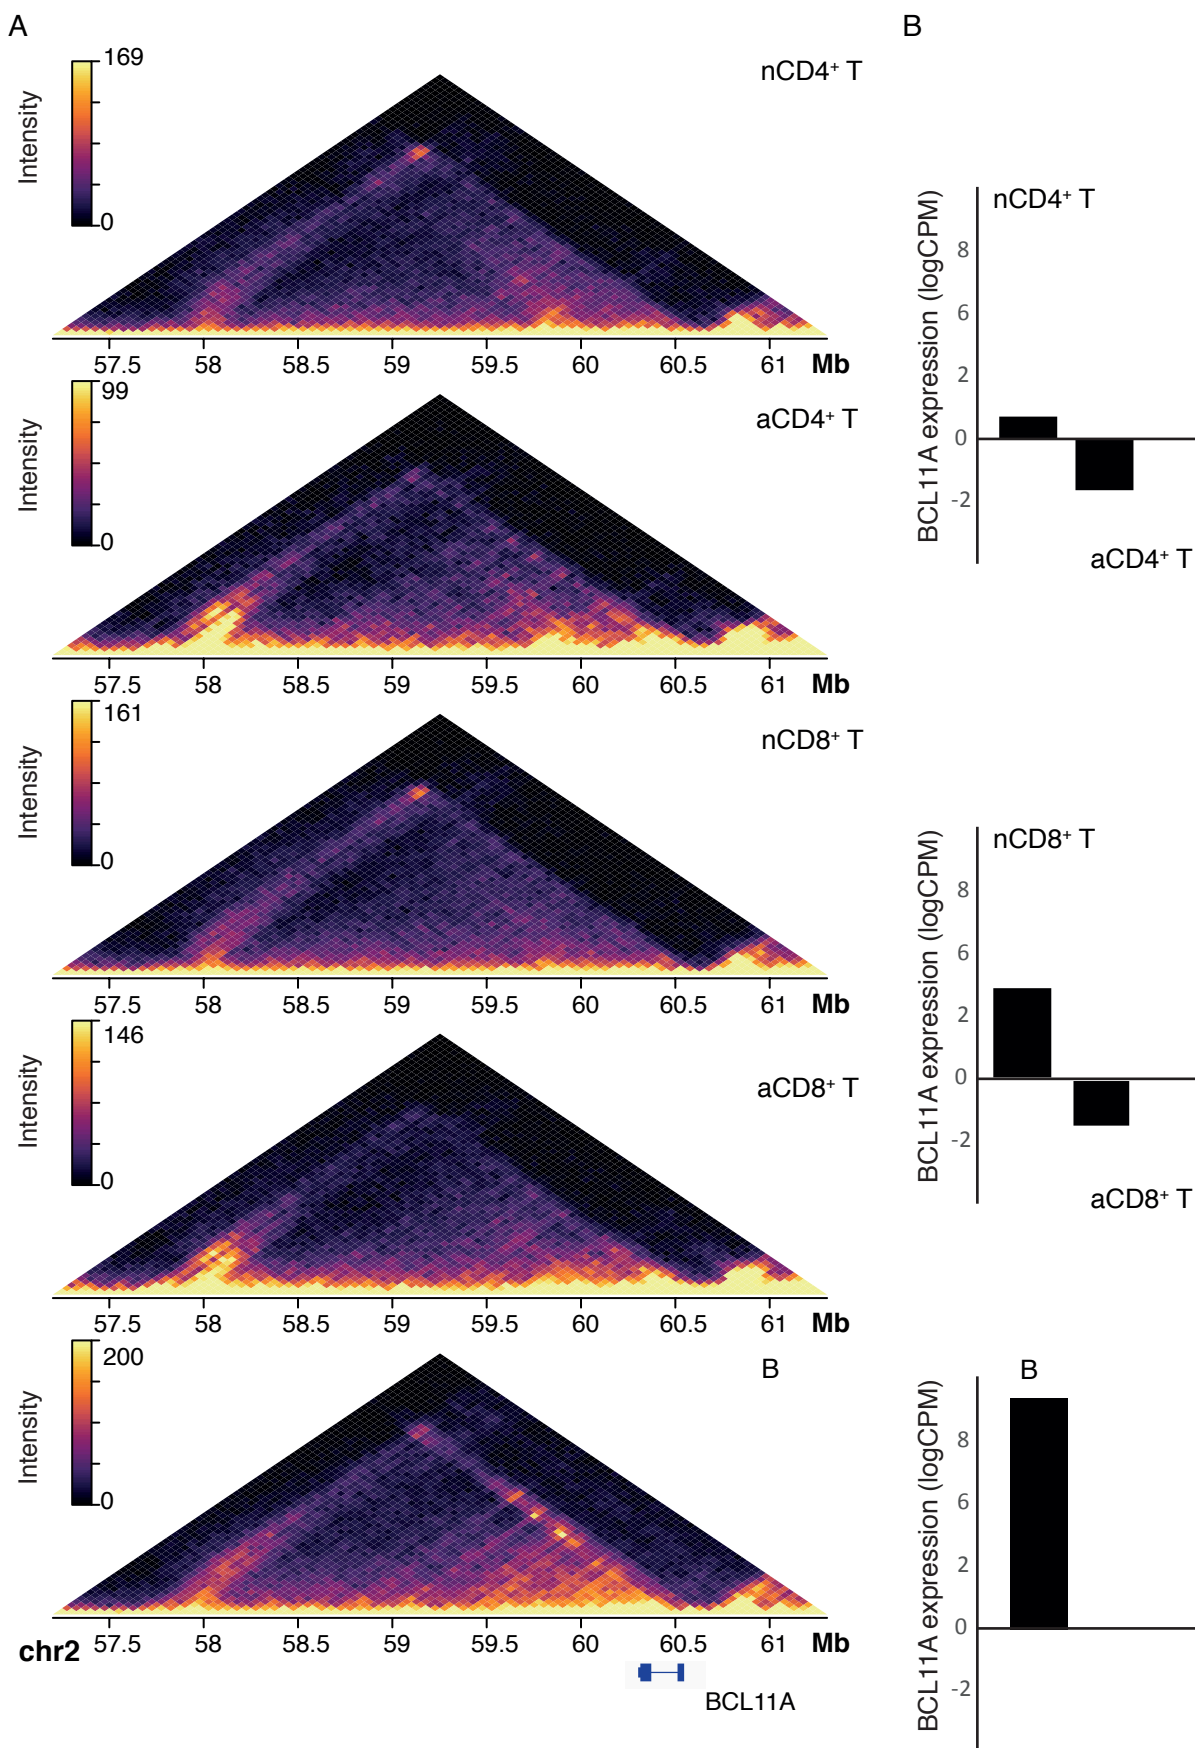 A
B
169
Intensity
0
nCD4⁺ T
57.5 58 58.5 59 59.5 60 60.5 61 Mb
99
Intensity
0
aCD4⁺ T
57.5 58 58.5 59 59.5 60 60.5 61 Mb
161
Intensity
0
nCD8⁺ T
57.5 58 58.5 59 59.5 60 60.5 61 Mb
146
Intensity
0
aCD8⁺ T
57.5 58 58.5 59 59.5 60 60.5 61 Mb
200
Intensity
0
B
57.5 58 58.5 59 59.5 60 60.5 61 Mb
chr2
BCL11A
BCL11A expression (logCPM)
nCD4⁺ T
8
6
2
0
-2
aCD4⁺ T
BCL11A expression (logCPM)
nCD8⁺ T
8
6
2
0
-2
aCD8⁺ T
BCL11A expression (logCPM)
B
8
6
2
0
-2